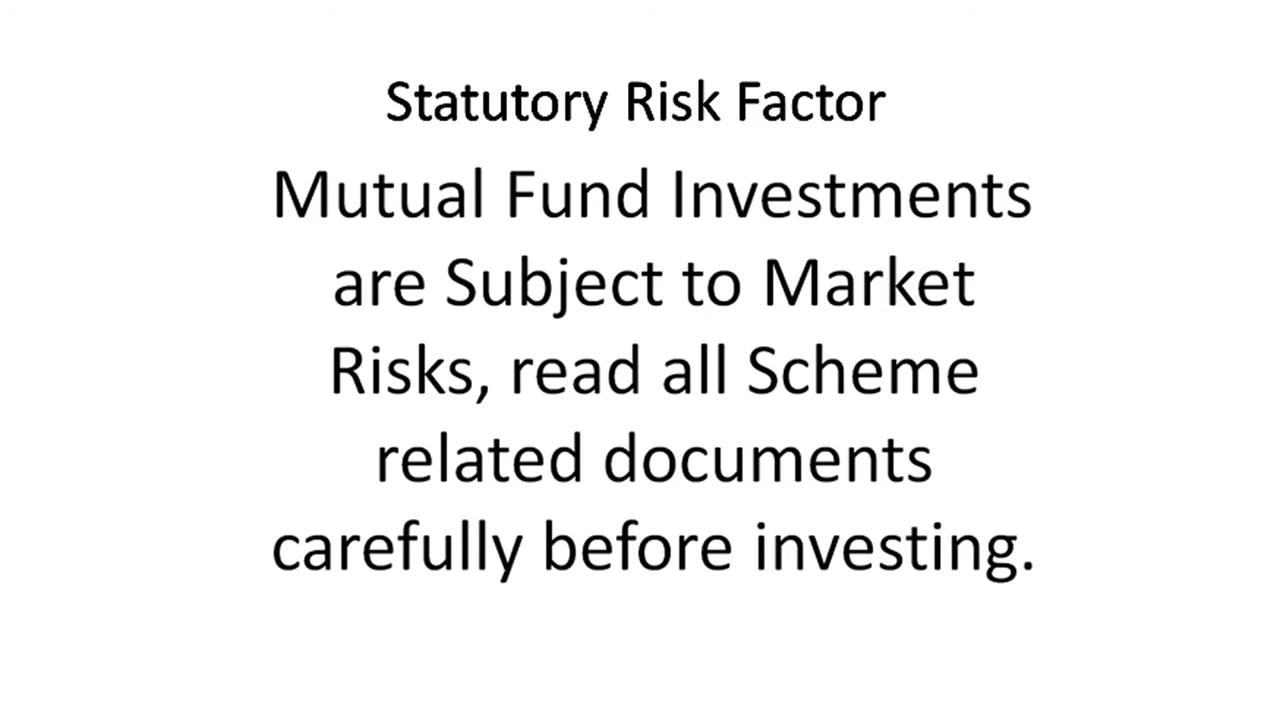 Statutory Risk Factor
Mutual Fund Investments
are Subject to Market
Risks, read all Scheme
related documents
carefully before investing.